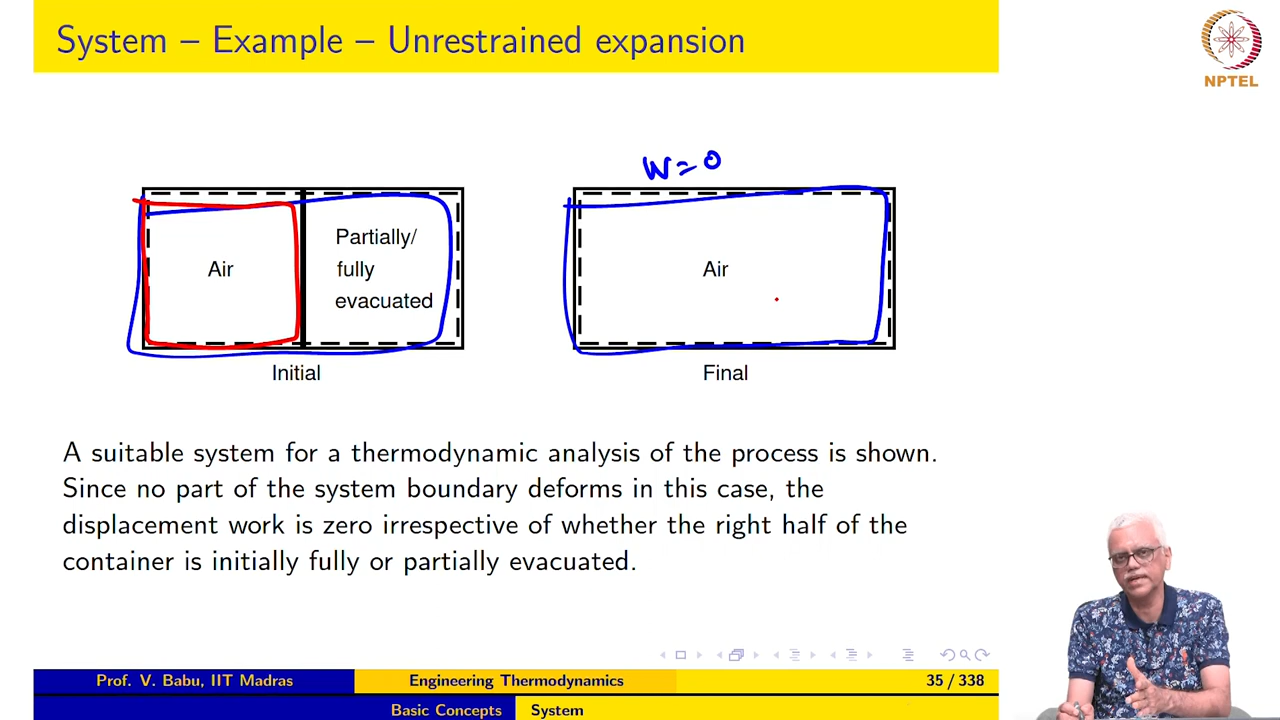 System – Example – Unrestrained expansion
NPTEL
W=0
Air
Partially/
fully
evacuated
Air
Initial
Final
A suitable system for a thermodynamic analysis of the process is shown.
Since no part of the system boundary deforms in this case, the
displacement work is zero irrespective of whether the right half of the
container is initially fully or partially evacuated.
Prof. V. Babu, IIT Madras
Engineering Thermodynamics
35 / 338
Basic Concepts
System